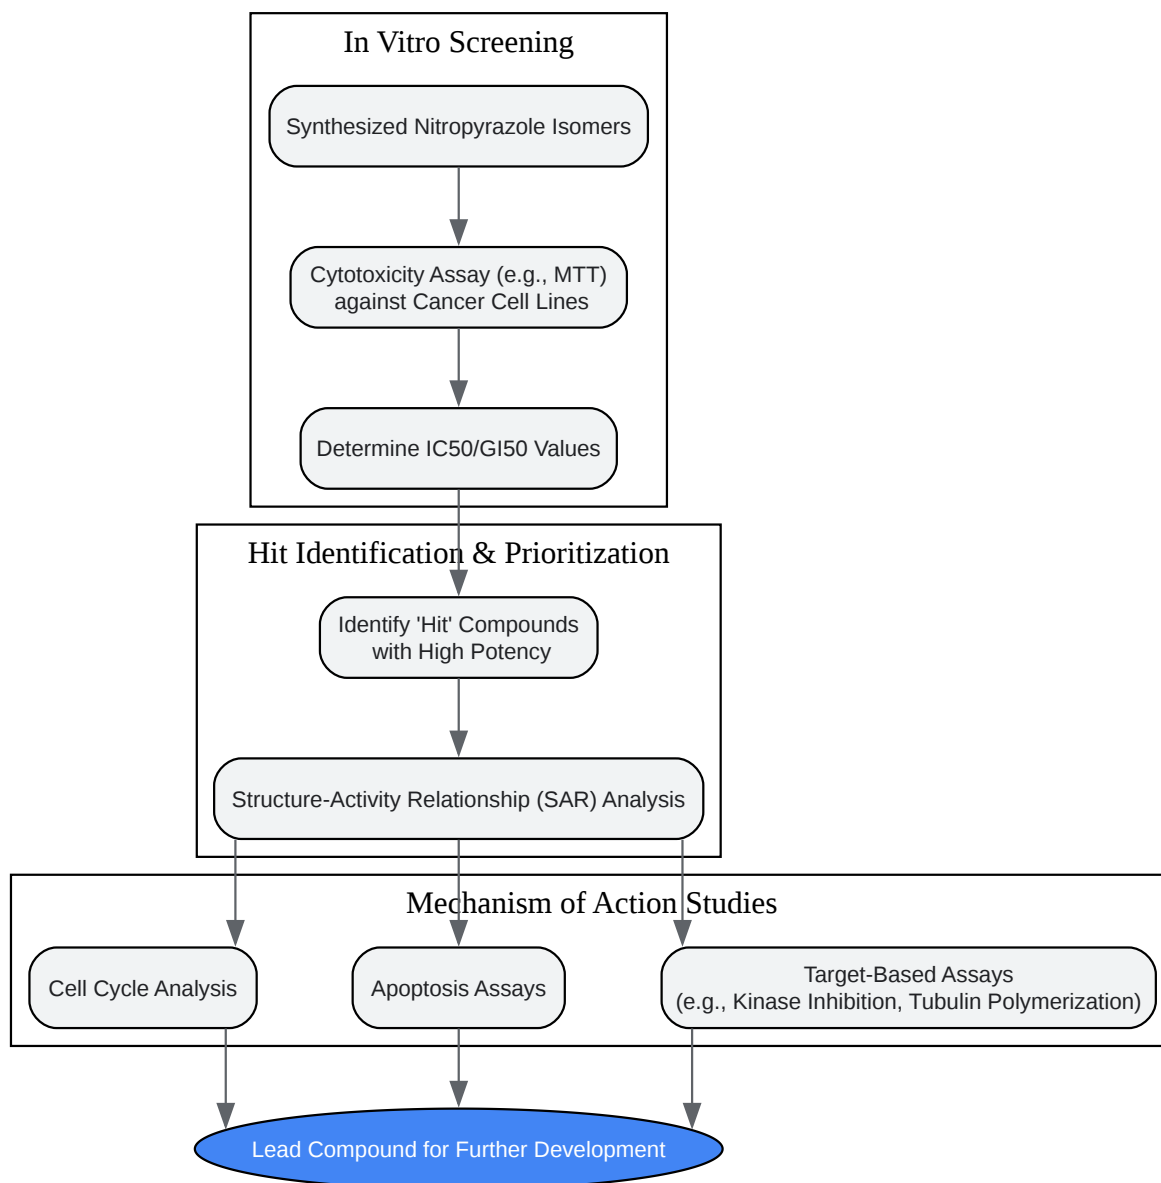 In Vitro Screening
Synthesized Nitropyrazole Isomers
Cytotoxicity Assay (e.g., MTT)
against Cancer Cell Lines
Determine IC50/GI50 Values
Hit Identification & Prioritization
Identify 'Hit' Compounds
with High Potency
Structure-Activity Relationship (SAR) Analysis
Mechanism of Action Studies
Cell Cycle Analysis
Apoptosis Assays
Target-Based Assays
(e.g., Kinase Inhibition, Tubulin Polymerization)
Lead Compound for Further Development